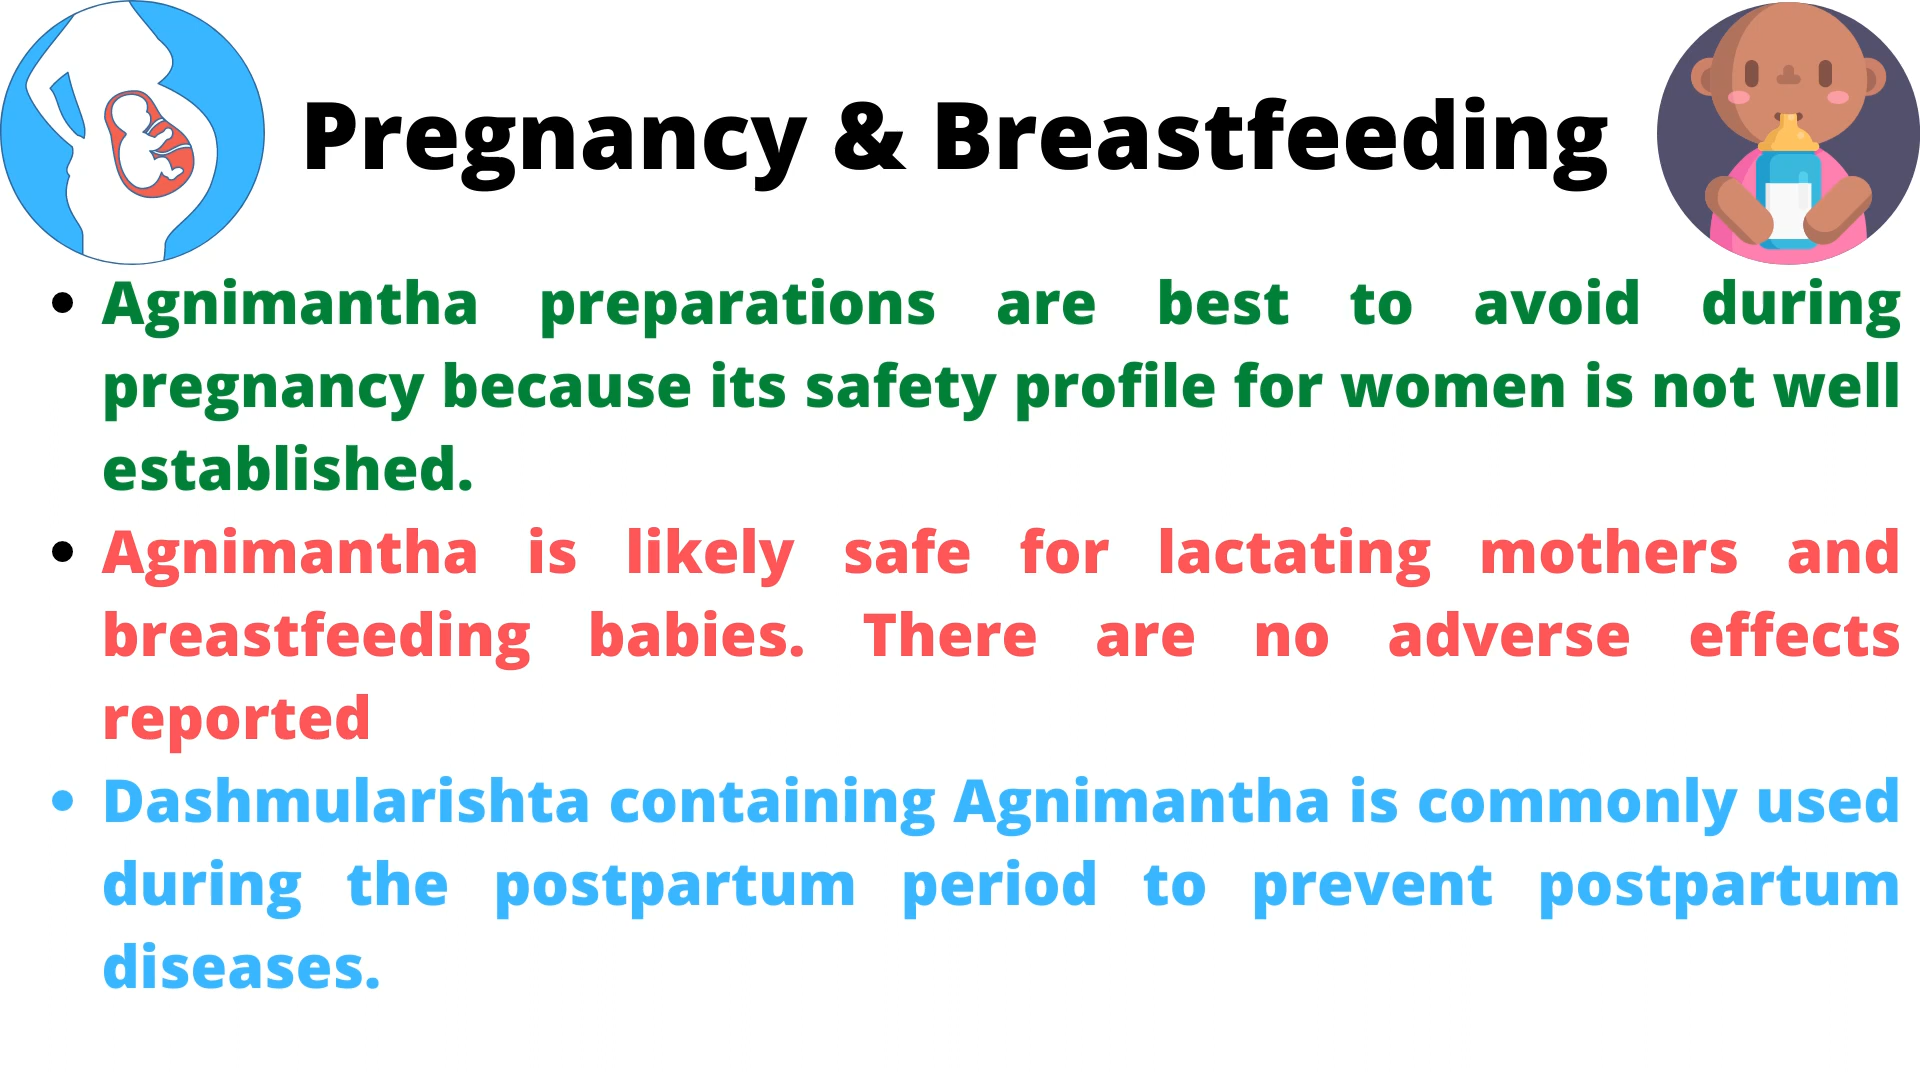 Pregnancy & Breastfeeding
• Agnimantha preparations are best to avoid during
pregnancy because its safety profile for women is not well
established.
• Agnimantha is likely safe for lactating mothers and
breastfeeding babies. There are no adverse effects
reported
• Dashmularishta containing Agnimantha is commonly used
during the postpartum period to prevent postpartum
diseases.